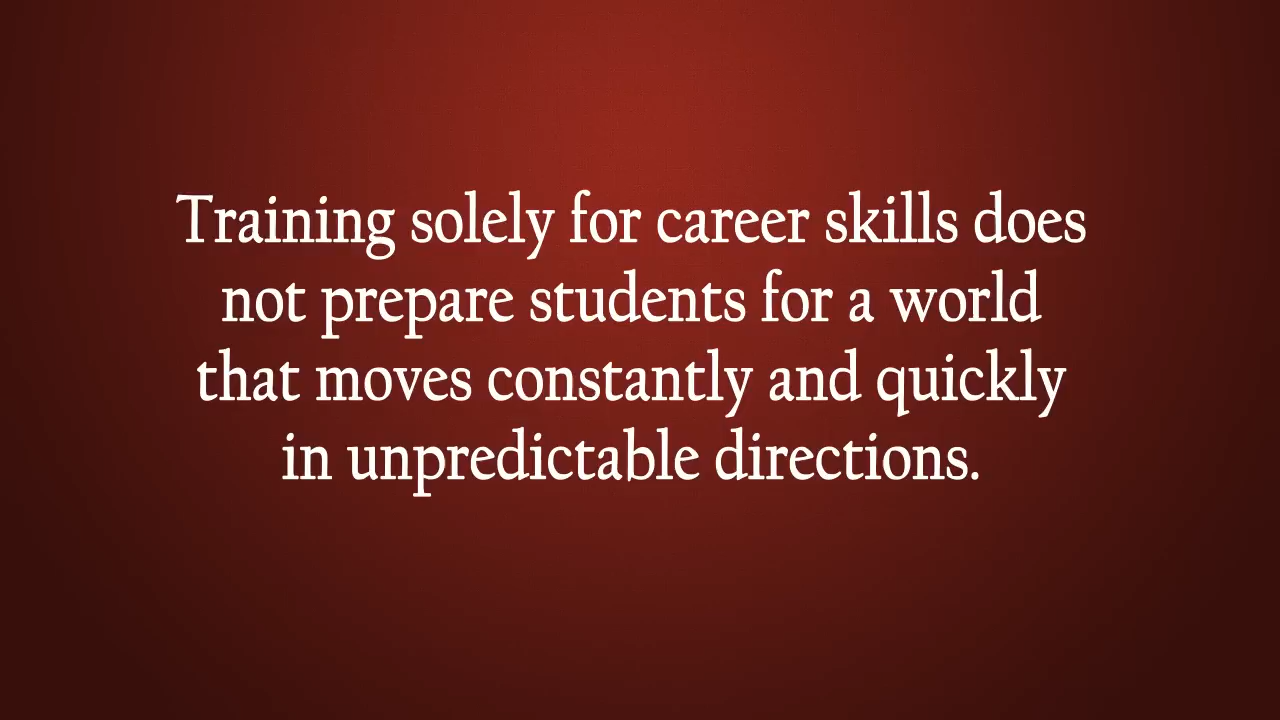 Training solely for career skills does
not prepare students for a world
that moves constantly and quickly
in unpredictable directions.